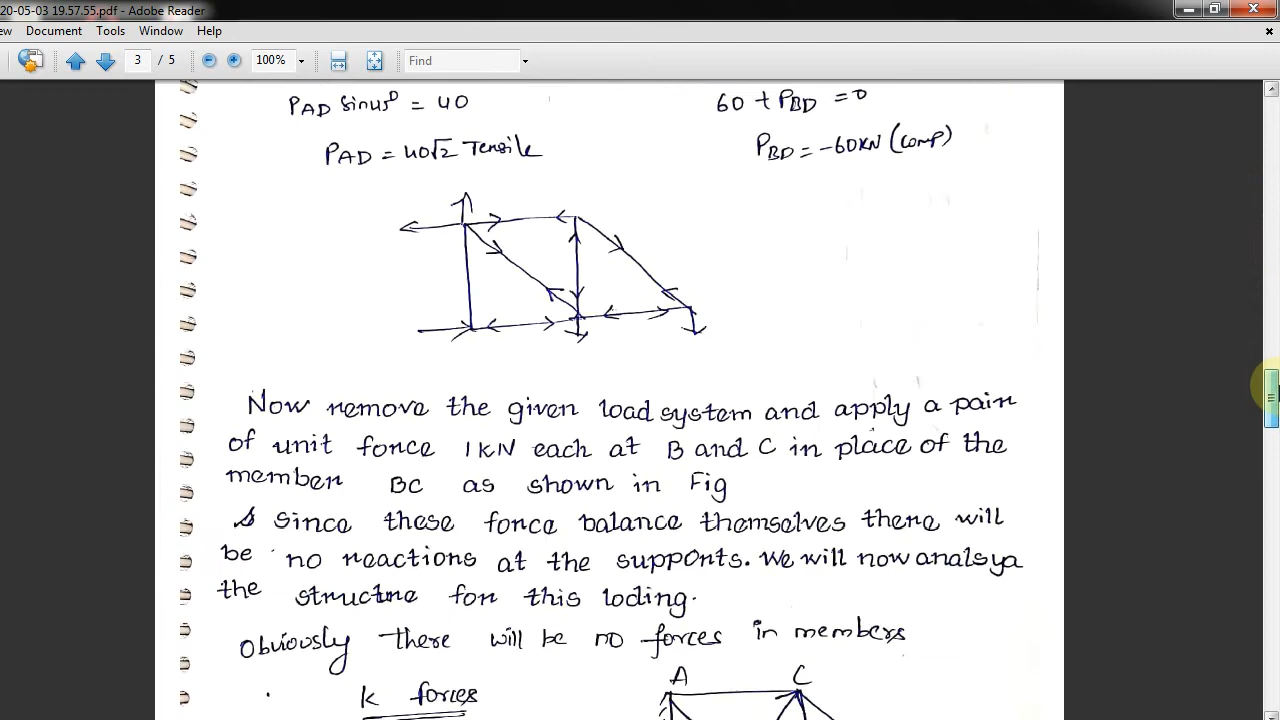 20-05-03 19.57.55.pdf - Adobe Reader
ew Document Tools Window Help
3 / 5 100% Find
PAD sin45° = 40
60 + PBD = 0
PAD = 40√2 Tensile
PBD = -60KN (comp)
Now remove the given load system and apply a pair
of unit force 1KN each at B and C in place of the
member BC as shown in Fig
Since these force balance themselves there will
be no reactions at the supports. We will now analsya
the structure for this loding.
Obviously there will be no forces in members
K forces
A C